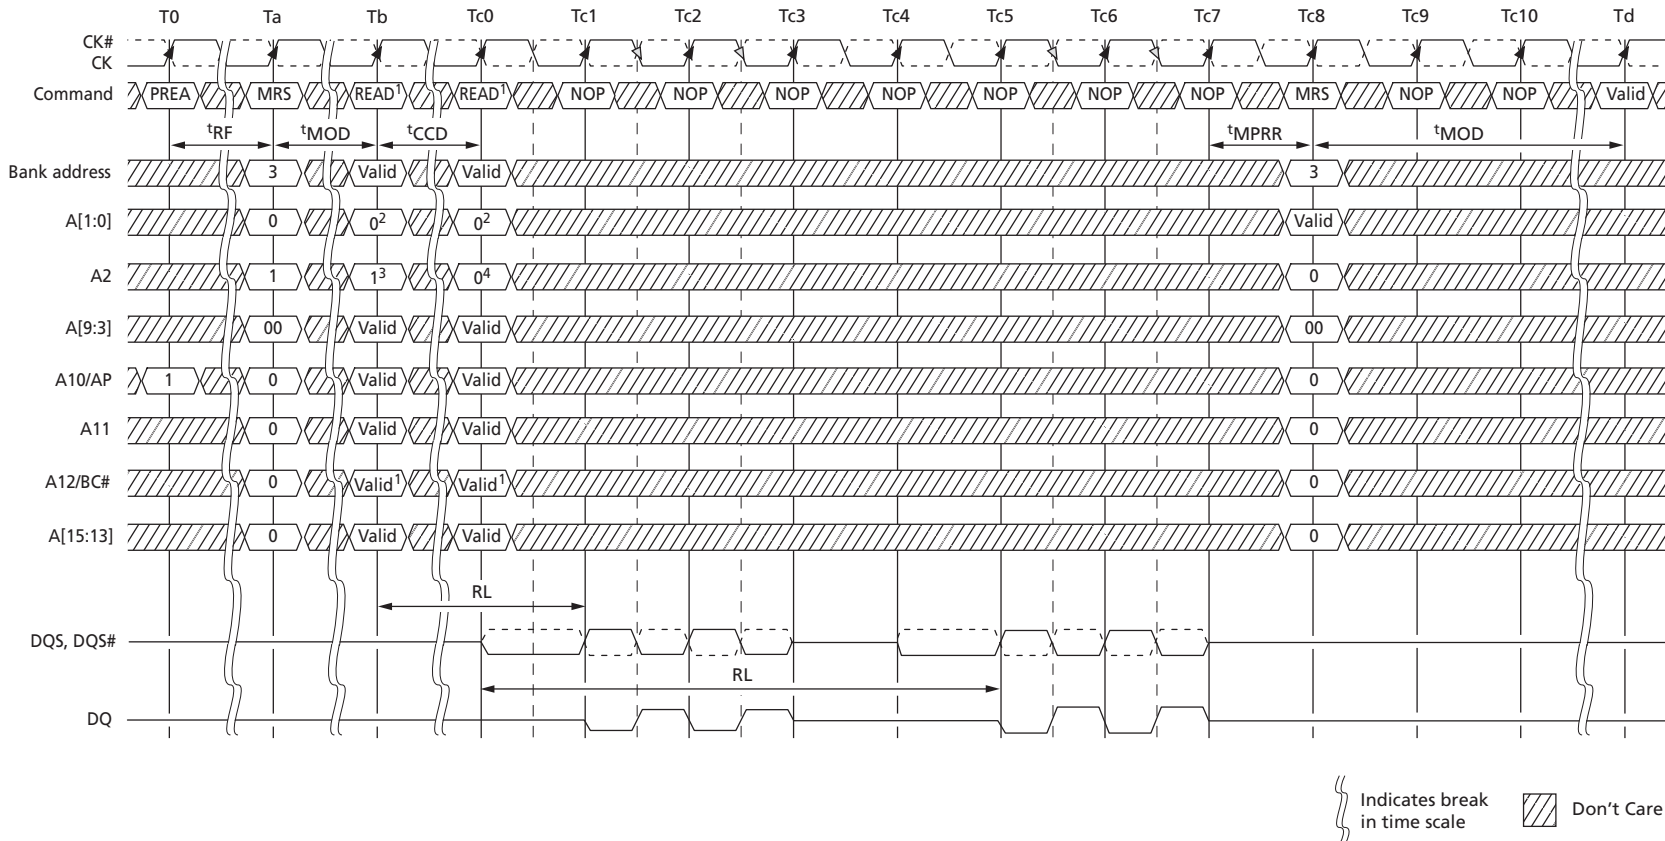 T0 Ta Tb Tc0 Tc1 Tc2 Tc3 Tc4 Tc5 Tc6 Tc7 Tc8 Tc9 Tc10 Td
CK#
CK
Command PREA MRS READ1 READ1 NOP NOP NOP NOP NOP NOP NOP MRS NOP NOP Valid
tRF tMOD tCCD tMPRR tMOD
Bank address 3 Valid Valid 3
A[1:0] 0 02 02 Valid
A2 1 13 04 0
A[9:3] 00 Valid Valid 00
A10/AP 1 0 Valid Valid 0
A11 0 Valid Valid 0
A12/BC# 0 Valid1 Valid1 0
A[15:13] 0 Valid Valid 0
RL
DQS, DQS#
RL
DQ
Indicates break
in time scale
Don't Care